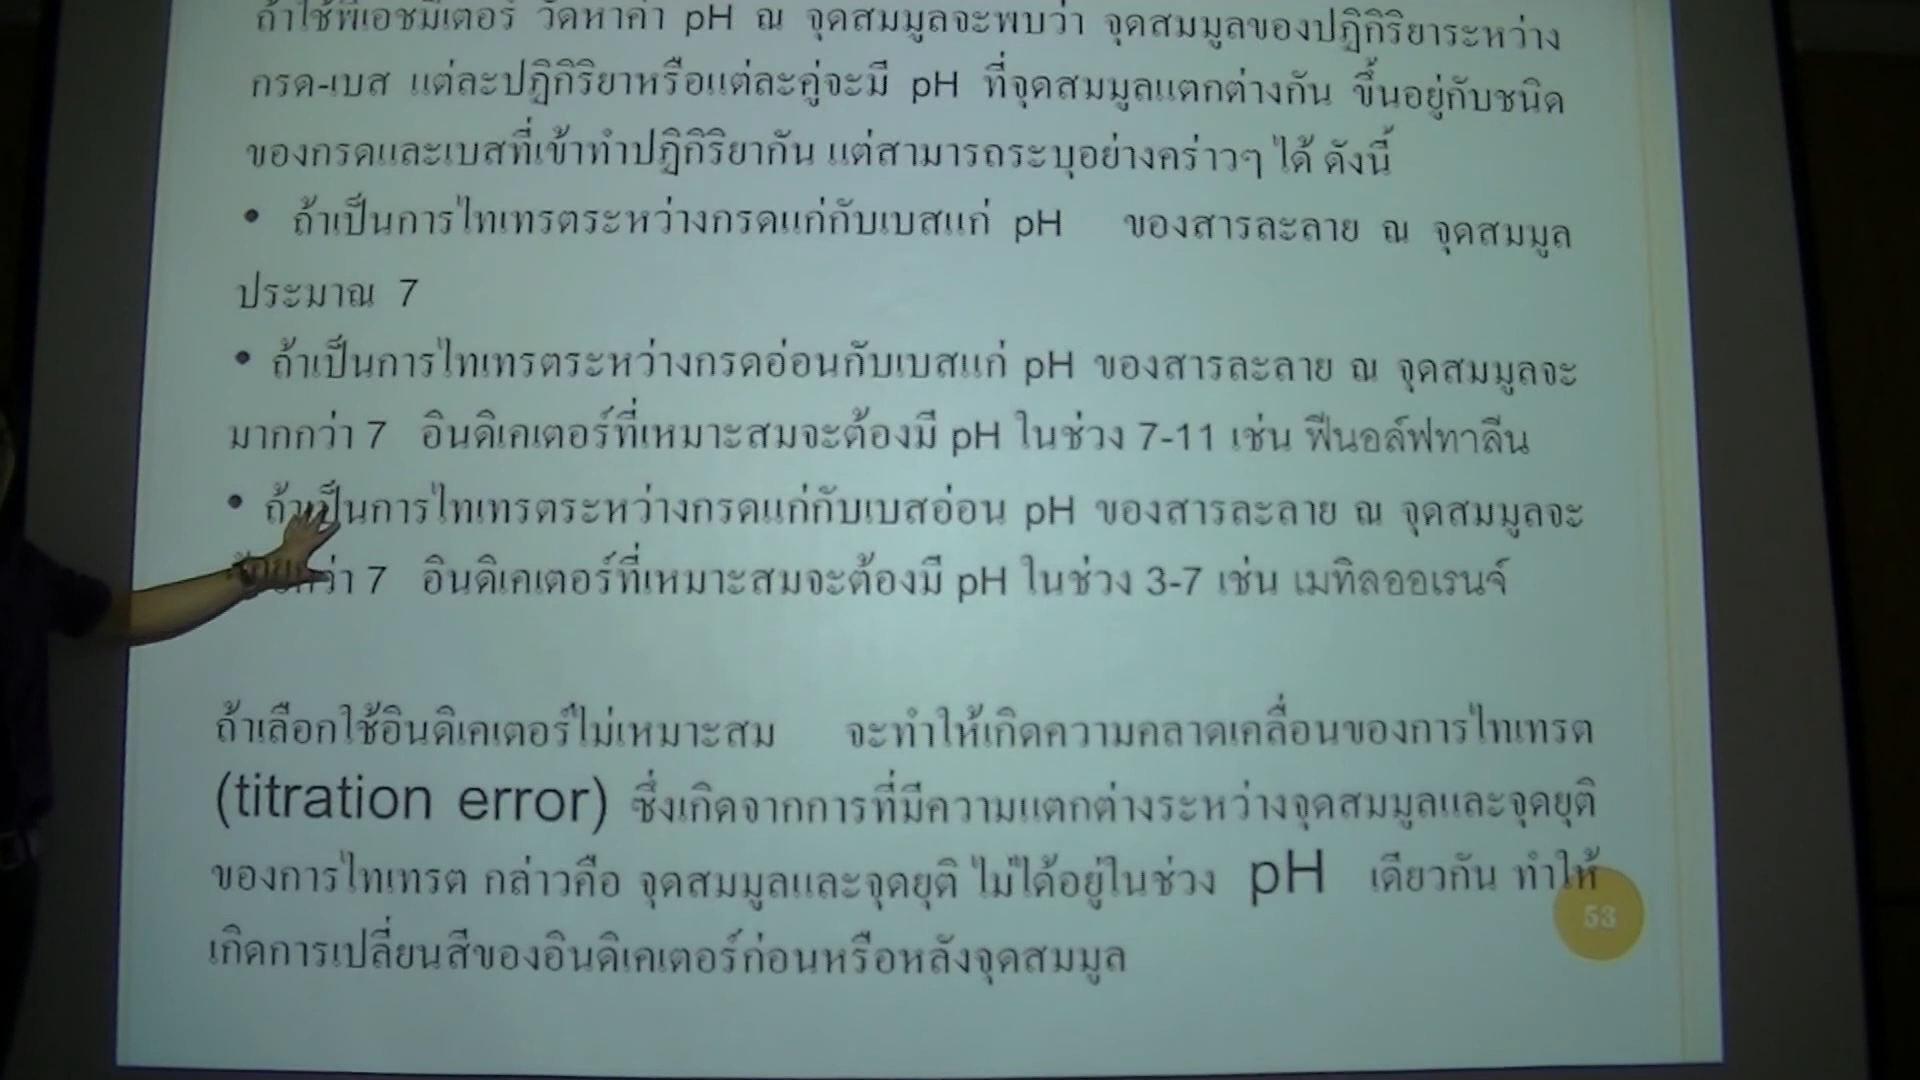 ถ้าใช้พีเอชมิเตอร์ วัดหาค่า pH ณ จุดสมมูลจะพบว่า จุดสมมูลของปฏิกิริยาระหว่าง
กรด-เบส แต่ละปฏิกิริยาหรือแต่ละคู่จะมี pH ที่จุดสมมูลแตกต่างกัน ขึ้นอยู่กับชนิด
ของกรดและเบสที่เข้าทำปฏิกิริยากัน แต่สามารถระบุอย่างคร่าวๆ ได้ ดังนี้
• ถ้าเป็นการไทเทรตระหว่างกรดแก่กับเบสแก่ pH ของสารละลาย ณ จุดสมมูล
ประมาณ 7
• ถ้าเป็นการไทเทรตระหว่างกรดอ่อนกับเบสแก่ pH ของสารละลาย ณ จุดสมมูลจะ
มากกว่า 7 อินดิเคเตอร์ที่เหมาะสมจะต้องมี pH ในช่วง 7-11 เช่น ฟีนอล์ฟทาลีน
• ถ้าเป็นการไทเทรตระหว่างกรดแก่กับเบสอ่อน pH ของสารละลาย ณ จุดสมมูลจะ
7 อินดิเคเตอร์ที่เหมาะสมจะต้องมี pH ในช่วง 3-7 เช่น เมทิลออเรนจ์
ถ้าเลือกใช้อินดิเคเตอร์ไม่เหมาะสม จะทำให้เกิดความคลาดเคลื่อนของการไทเทรต
(titration error) ซึ่งเกิดจากการที่มีความแตกต่างระหว่างจุดสมมูลและจุดยุติ
ของการไทเทรต กล่าวคือ จุดสมมูลและจุดยุติ ไม่ได้อยู่ในช่วง pH เดียวกัน ทำให้
เกิดการเปลี่ยนสีของอินดิเคเตอร์ก่อนหรือหลังจุดสมมูล
53